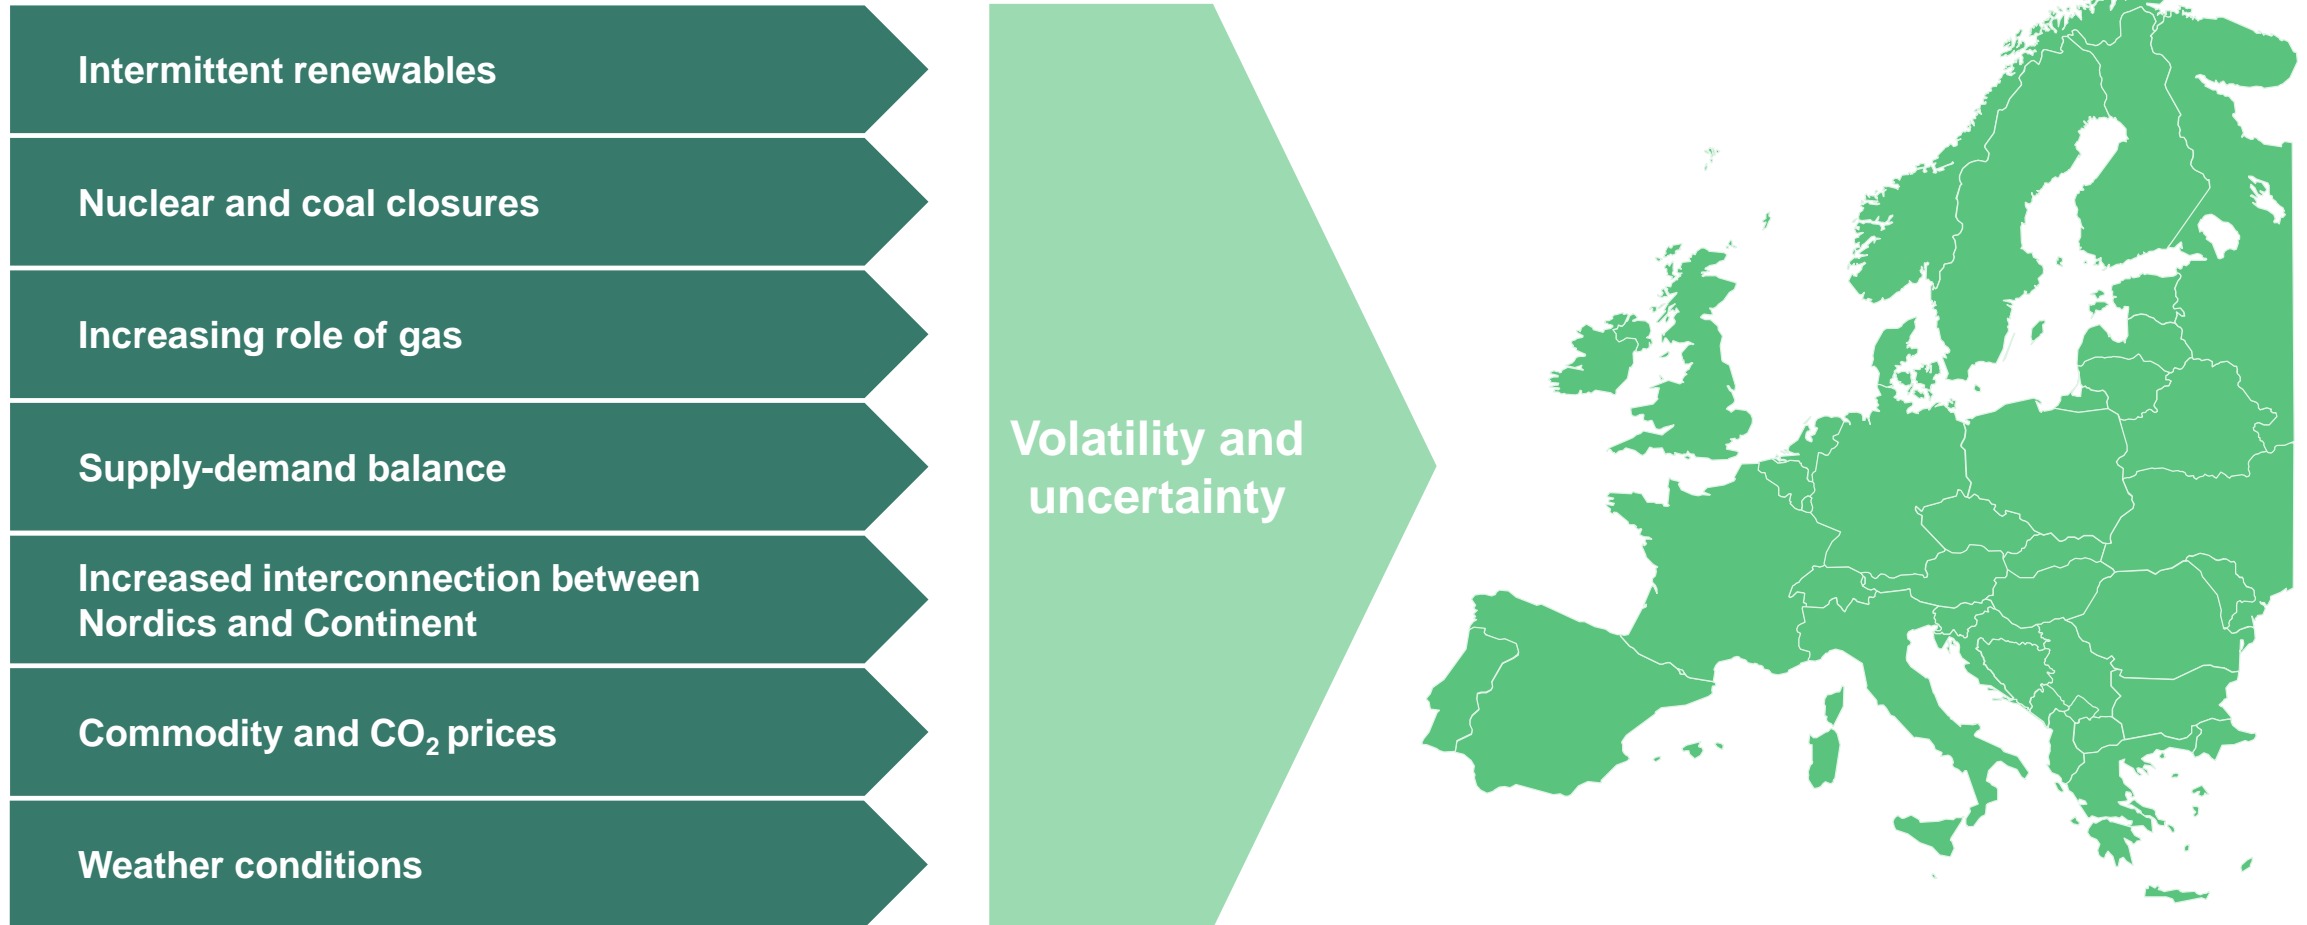 Intermittent renewables
Nuclear and coal closures
Increasing role of gas
Supply-demand balance
Increased interconnection between
Nordics and Continent
Commodity and CO₂ prices
Weather conditions
Volatility and
uncertainty